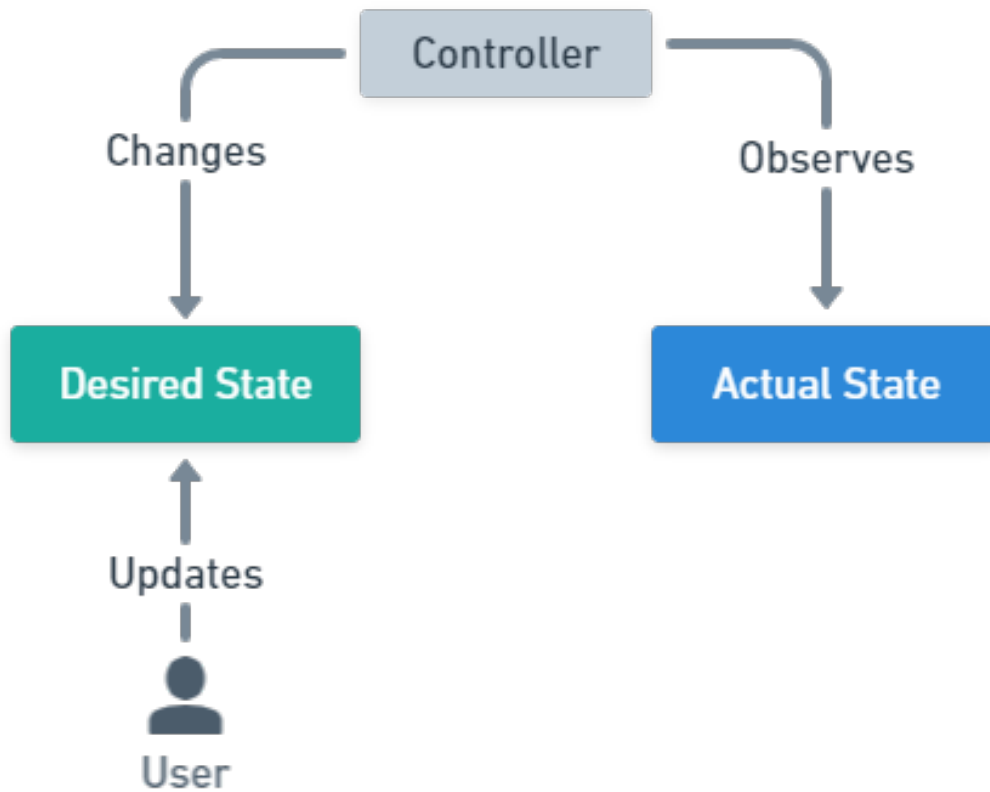 Controller
Changes
Observes
Desired State
Actual State
Updates
User